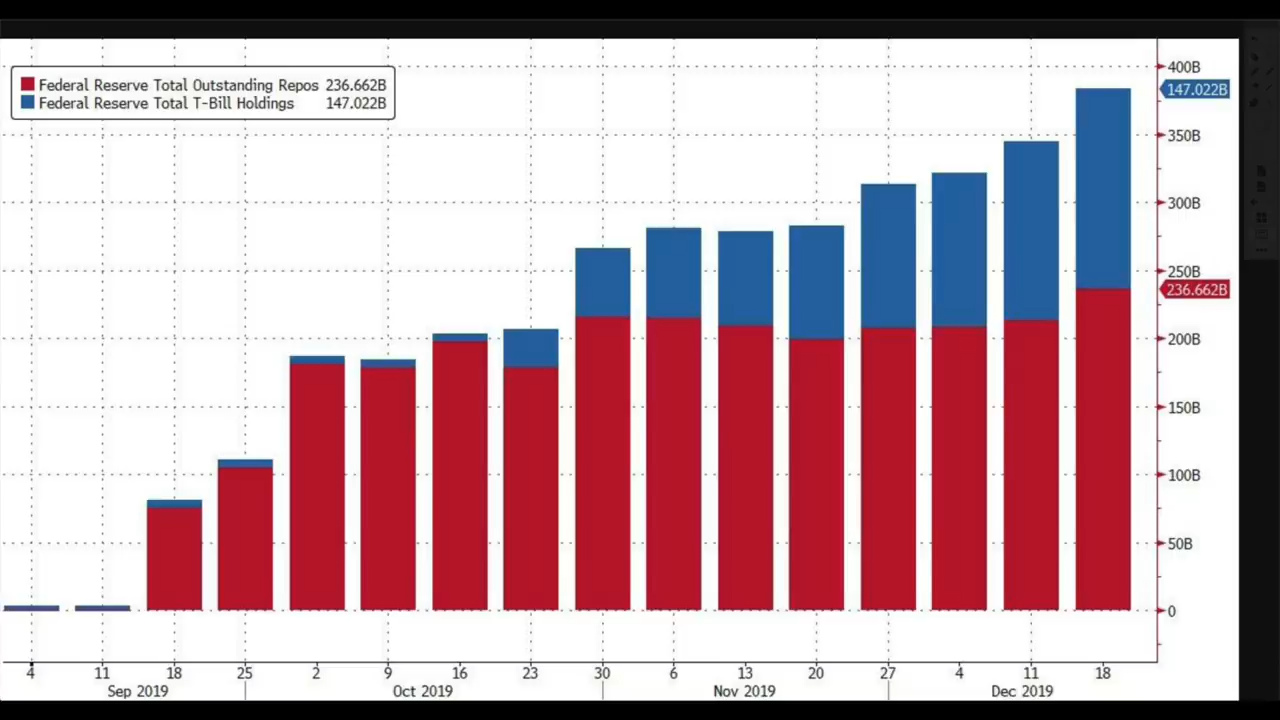 Federal Reserve Total Outstanding Repos 236.662B
Federal Reserve Total T-Bill Holdings 147.022B
400B
147.022B
350B
300B
250B
236.662B
200B
150B
100B
50B
0
4 11 18 25 2 9 16 23 30 6 13 20 27 4 11 18
Sep 2019 Oct 2019 Nov 2019 Dec 2019